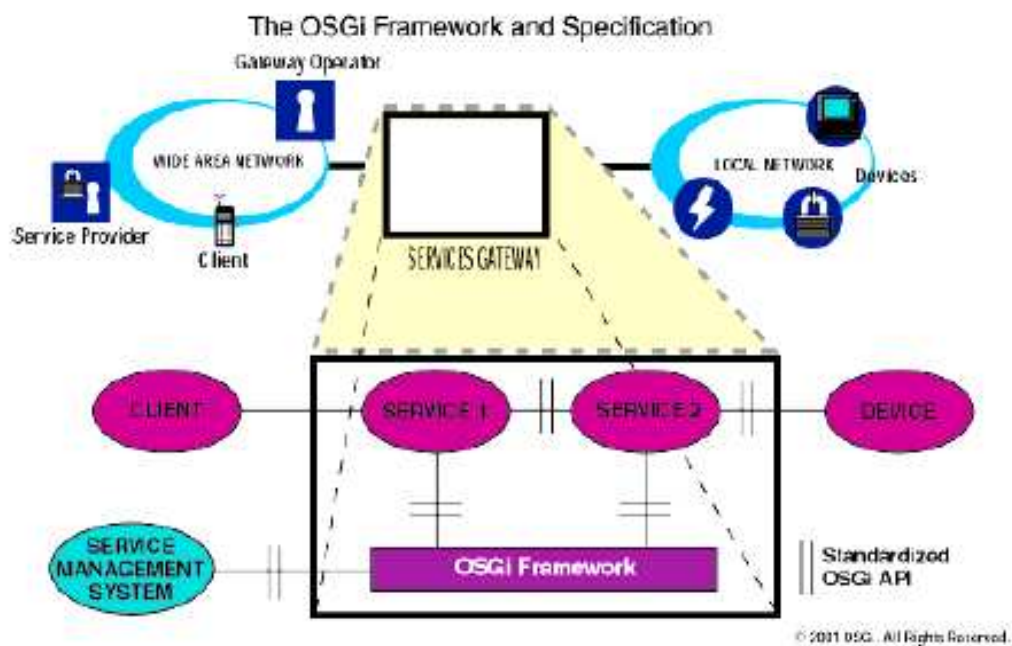 The OSGi Framework and Specification
Gateway Operator
WIDE AREA NETWORK
LOCAL NETWORK
Devices
Service Provider
Client
SERVICES GATEWAY
CLIENT
SERVICE 1
SERVICE 2
DEVICE
SERVICE
MANAGEMENT
SYSTEM
OSGi Framework
Standardized
OSGi API
© 2001 OSGi. All Rights Reserved.